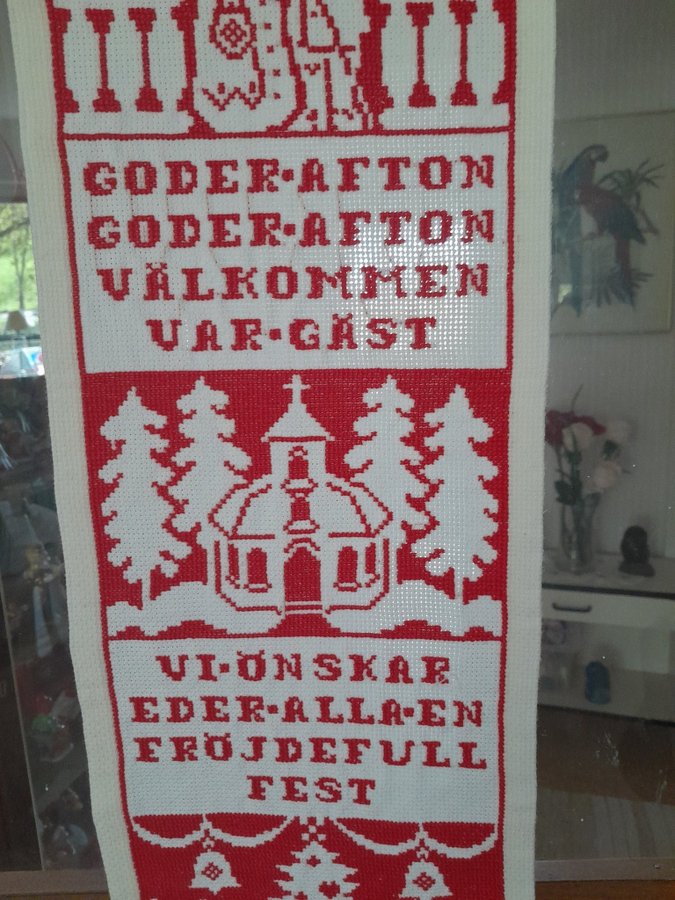 GODER·AFTON
GODER·AFTON
VÄLKOMMEN
VAR·GÄST
VI·ÖNSKAR
EDER·ALLA·EN
FRÖJDEFULL
FEST